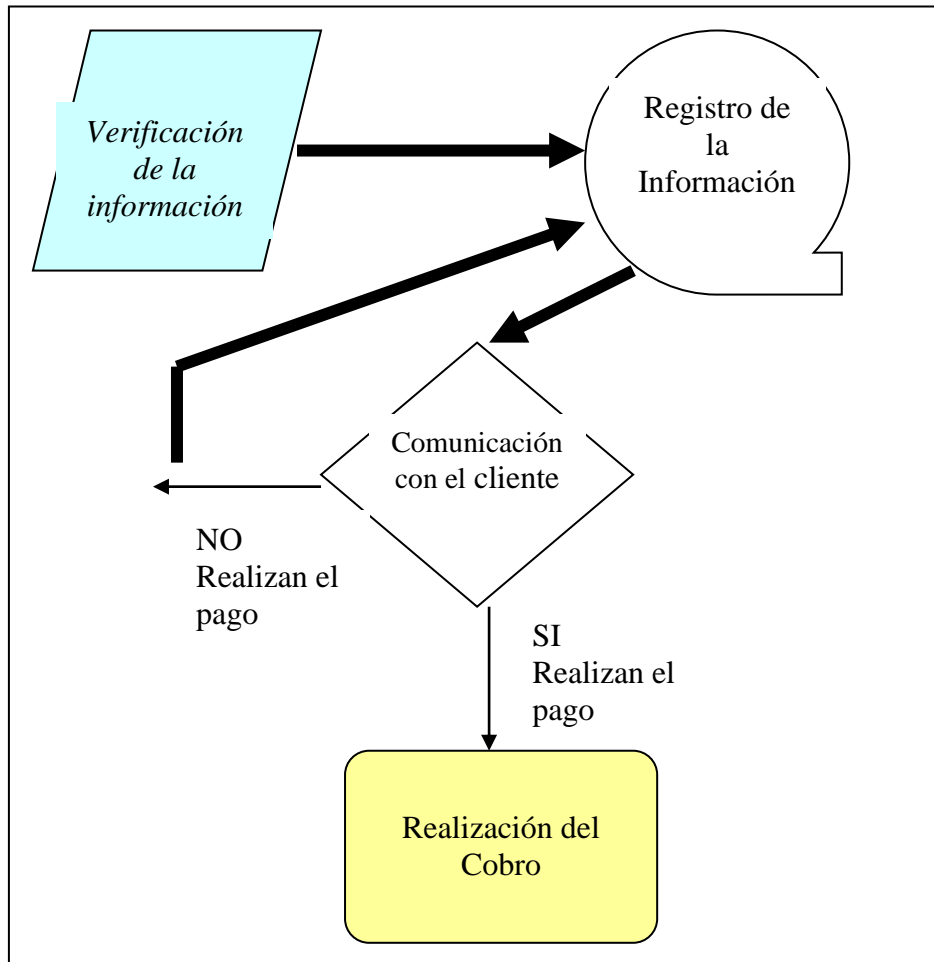 Verificación
de la
información
Registro de
la
Información
Comunicación
con el cliente
NO
Realizan el
pago
SI
Realizan el
pago
Realización del
Cobro